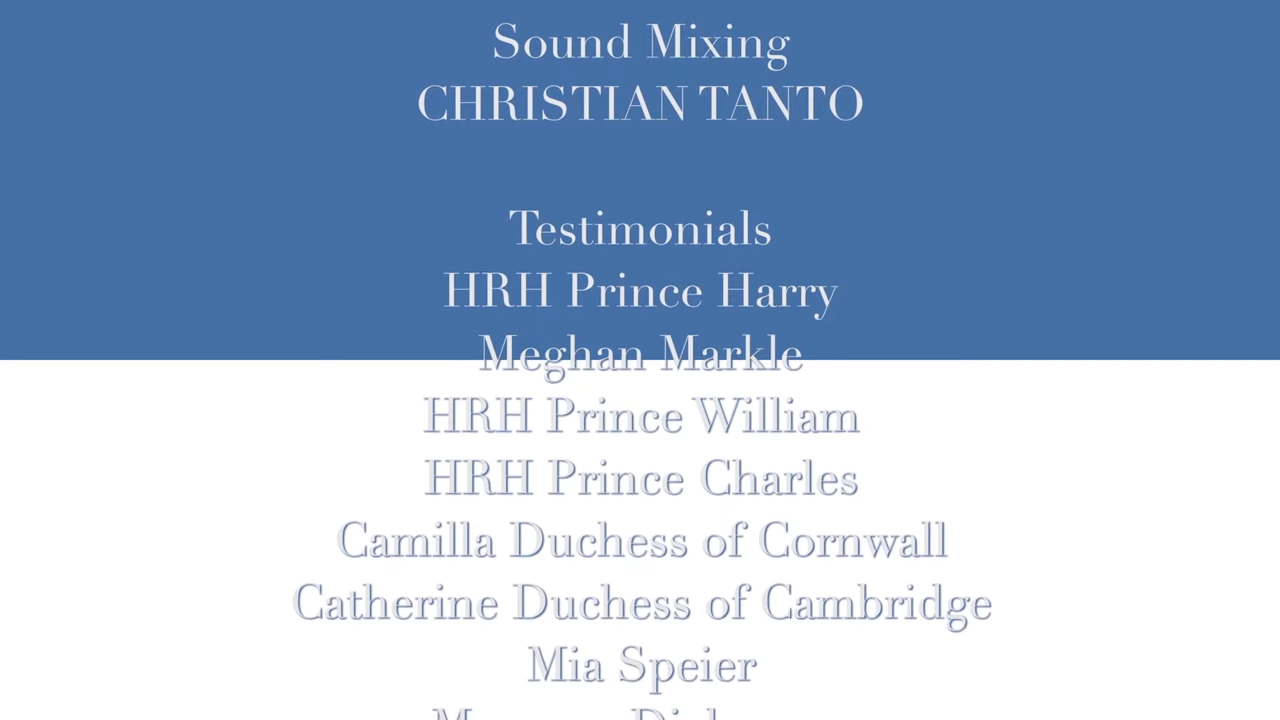 Sound Mixing
CHRISTIAN TANTO
Testimonials
HRH Prince Harry
Meghan Markle
HRH Prince William
HRH Prince Charles
Camilla Duchess of Cornwall
Catherine Duchess of Cambridge
Mia Speier